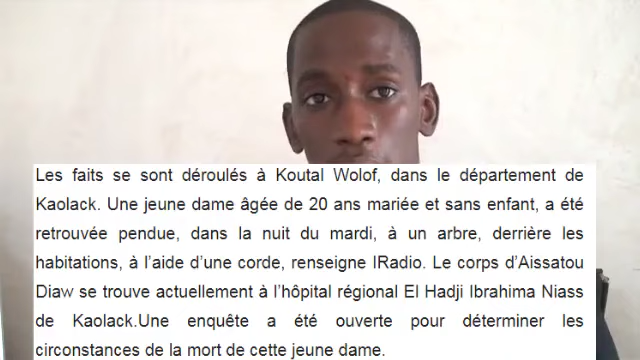 Les faits se sont déroulés à Koutal Wolof, dans le département de
Kaolack. Une jeune dame âgée de 20 ans mariée et sans enfant, a été
retrouvée pendue, dans la nuit du mardi, à un arbre, derrière les
habitations, à l’aide d’une corde, renseigne IRadio. Le corps d’Aissatou
Diaw se trouve actuellement à l’hôpital régional El Hadji Ibrahima Niass
de Kaolack.Une enquête a été ouverte pour déterminer les
circonstances de la mort de cette jeune dame.